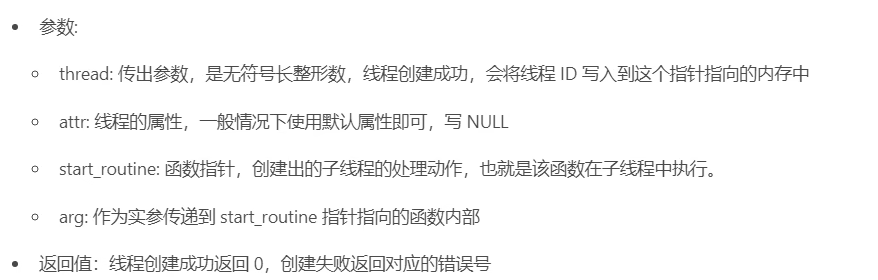 参数:
thread: 传出参数，是无符号长整形数，线程创建成功，会将线程 ID 写入到这个指针指向的内存中
attr: 线程的属性，一般情况下使用默认属性即可，写 NULL
start_routine: 函数指针，创建出的子线程的处理动作，也就是该函数在子线程中执行。
arg: 作为实参传递到 start_routine 指针指向的函数内部
返回值：线程创建成功返回 0，创建失败返回对应的错误号